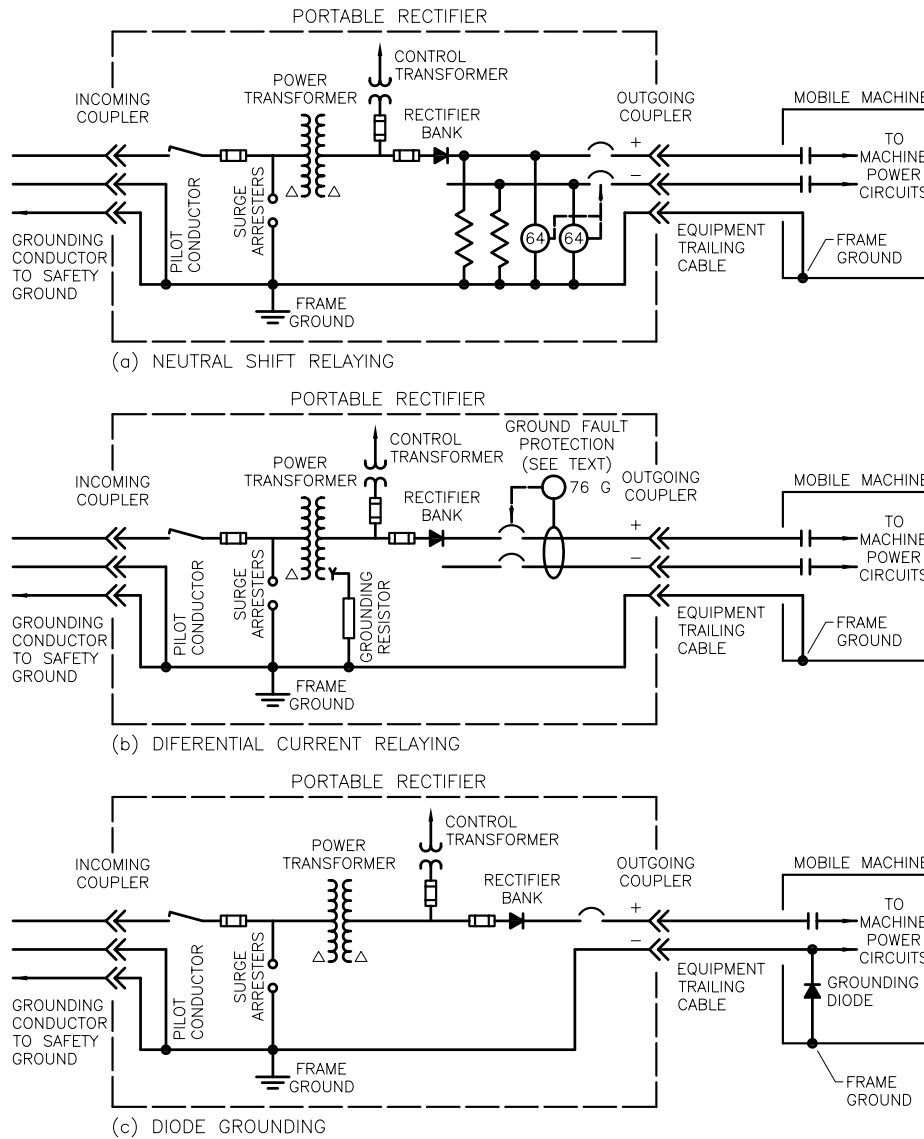 PORTABLE RECTIFIER
CONTROL
TRANSFORMER
POWER
TRANSFORMER
INCOMING
COUPLER
RECTIFIER
BANK
OUTGOING
COUPLER
MOBILE MACHINE
+
-
TO
MACHINE
POWER
CIRCUITS
△ △
64 64
GROUNDING
CONDUCTOR
TO SAFETY
GROUND
PILOT
CONDUCTOR
SURGE
ARRESTERS
EQUIPMENT
TRAILING
CABLE
FRAME
GROUND
FRAME
GROUND
(a) NEUTRAL SHIFT RELAYING
PORTABLE RECTIFIER
CONTROL
TRANSFORMER
GROUND FAULT
PROTECTION
(SEE TEXT)
76 G
POWER
TRANSFORMER
INCOMING
COUPLER
RECTIFIER
BANK
OUTGOING
COUPLER
MOBILE MACHINE
+
-
TO
MACHINE
POWER
CIRCUITS
△
GROUNDING
CONDUCTOR
TO SAFETY
GROUND
PILOT
CONDUCTOR
SURGE
ARRESTERS
GROUNDING
RESISTOR
EQUIPMENT
TRAILING
CABLE
FRAME
GROUND
FRAME
GROUND
(b) DIFERENTIAL CURRENT RELAYING
PORTABLE RECTIFIER
CONTROL
TRANSFORMER
POWER
TRANSFORMER
INCOMING
COUPLER
RECTIFIER
BANK
OUTGOING
COUPLER
MOBILE MACHINE
+
-
TO
MACHINE
POWER
CIRCUITS
△ △
GROUNDING
CONDUCTOR
TO SAFETY
GROUND
PILOT
CONDUCTOR
SURGE
ARRESTERS
EQUIPMENT
TRAILING
CABLE
GROUNDING
DIODE
FRAME
GROUND
FRAME
GROUND
(c) DIODE GROUNDING